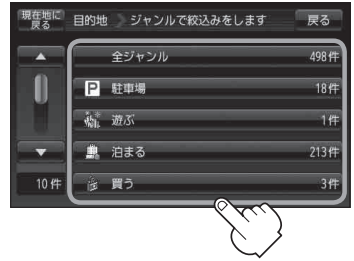 現在地に
戻る
目的地 ジャンルで絞込みをします
戻る
全ジャンル 498件
P 駐車場 18件
遊ぶ 1件
泊まる 213件
買う 3件
10件